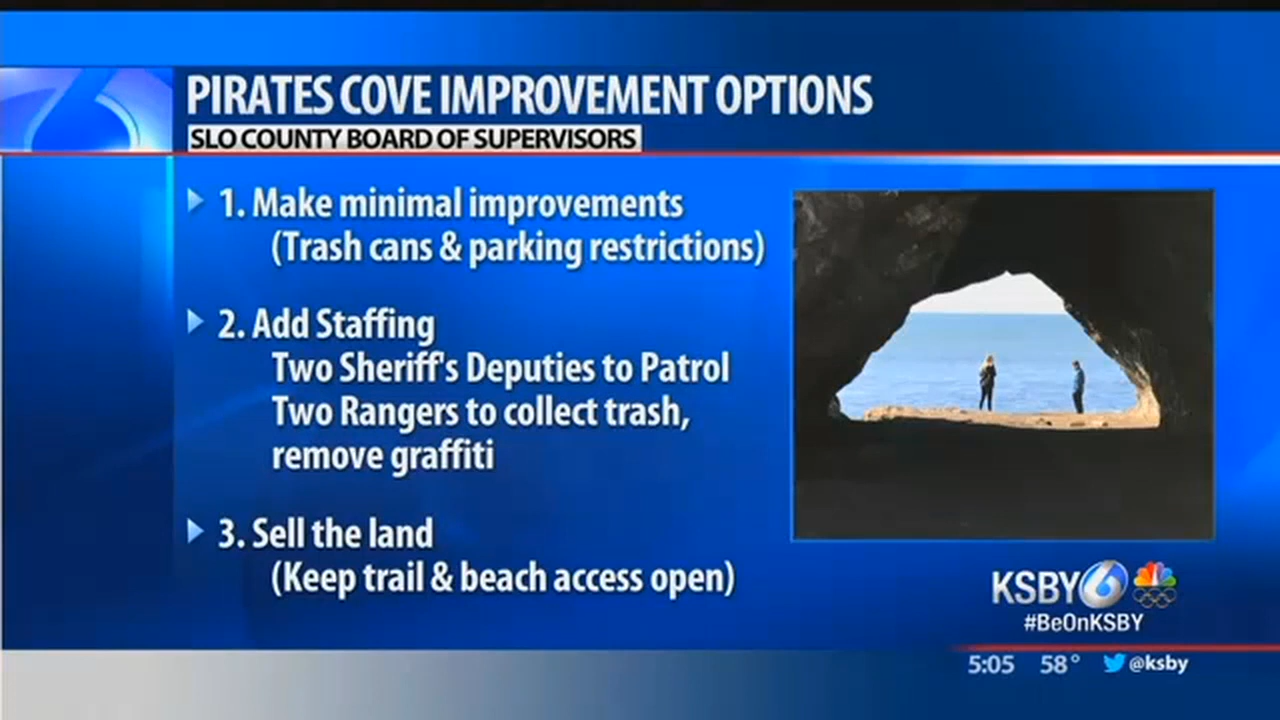 PIRATES COVE IMPROVEMENT OPTIONS
SLO COUNTY BOARD OF SUPERVISORS
1. Make minimal improvements
(Trash cans & parking restrictions)
2. Add Staffing
Two Sheriff's Deputies to Patrol
Two Rangers to collect trash,
remove graffiti
3. Sell the land
(Keep trail & beach access open)
KSBY 6
#BeOnKSBY
5:05 58° @ksby